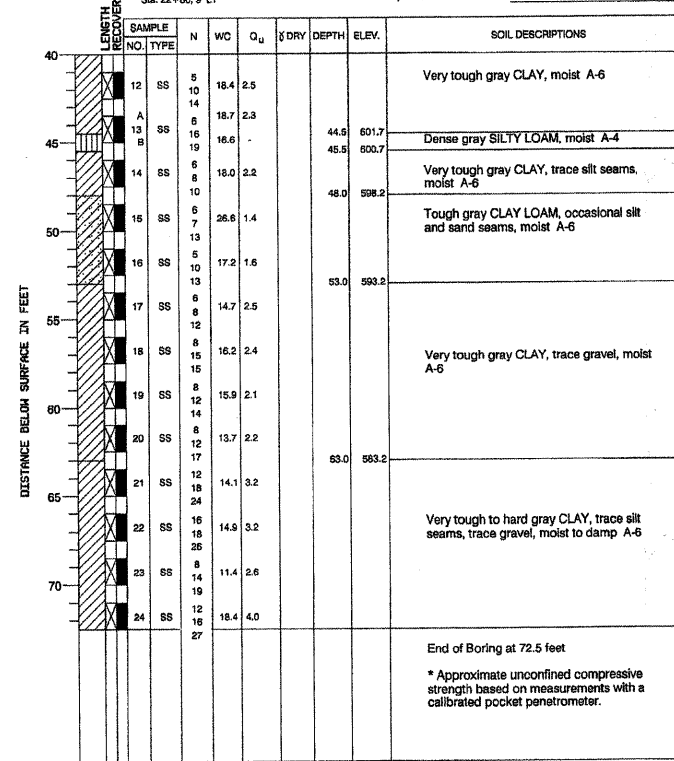 Sta. 22+80, 9' LT
LENGTH
RECOVERY
SAMPLE
NO. TYPE N WC Qu ɣ DRY DEPTH ELEV. SOIL DESCRIPTIONS
DISTANCE BELOW SURFACE IN FEET
40
Very tough gray CLAY, moist A-6
5
12 SS 10 18.4 2.5
14
A 18.7 2.3
6
13 SS 16
44.5 601.7
B 19 16.6 -
45
Dense gray SILTY LOAM, moist A-4
45.5 600.7
6
14 SS 8 18.0 2.2
10
Very tough gray CLAY, trace silt seams,
moist A-6
48.0 598.2
6
15 SS 7 26.6 1.4
13
Tough gray CLAY LOAM, occasional silt
and sand seams, moist A-6
50
5
16 SS 10 17.2 1.6
13
53.0 593.2
6
17 SS 8 14.7 2.5
12
55
8
18 SS 15 16.2 2.4
15
Very tough gray CLAY, trace gravel, moist
A-6
8
19 SS 12 15.9 2.1
14
60
8
20 SS 12 13.7 2.2
17
63.0 583.2
12
21 SS 18 14.1 3.2
24
65
16
22 SS 18 14.9 3.2
26
Very tough to hard gray CLAY, trace silt
seams, trace gravel, moist to damp A-6
8
23 SS 14 11.4 2.6
19
70
12
24 SS 16 18.4 4.0
27
End of Boring at 72.5 feet
* Approximate unconfined compressive
strength based on measurements with a
calibrated pocket penetrometer.